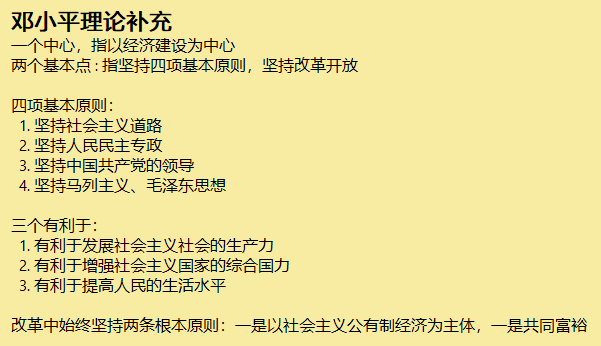 邓小平理论补充
一个中心，指以经济建设为中心
两个基本点 : 指坚持四项基本原则，坚持改革开放
四项基本原则：
1. 坚持社会主义道路
2. 坚持人民民主专政
3. 坚持中国共产党的领导
4. 坚持马列主义、毛泽东思想
三个有利于：
1. 有利于发展社会主义社会的生产力
2. 有利于增强社会主义国家的综合国力
3. 有利于提高人民的生活水平
改革中始终坚持两条根本原则：一是以社会主义公有制经济为主体，一是共同富裕